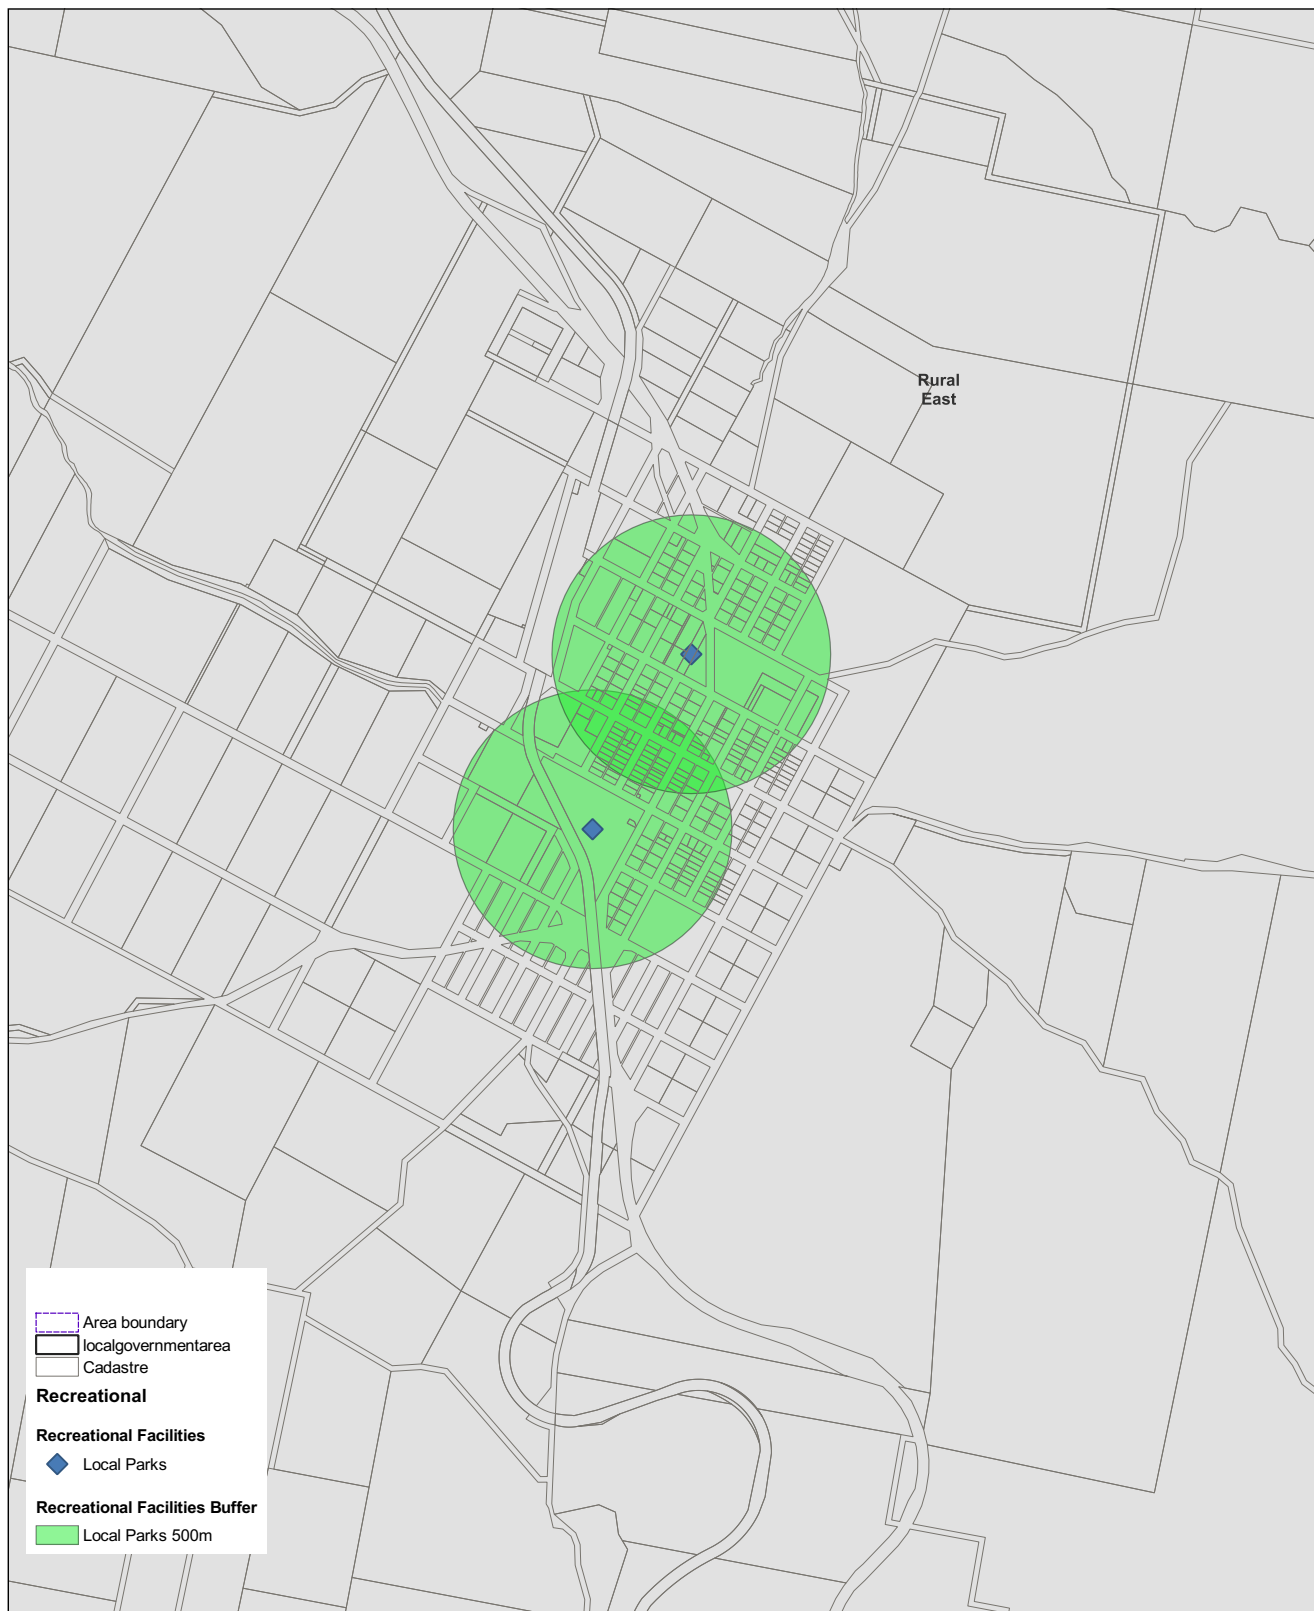 Rural
East
Area boundary
localgovernmentarea
Cadastre
Recreational
Recreational Facilities
Local Parks
Recreational Facilities Buffer
Local Parks 500m